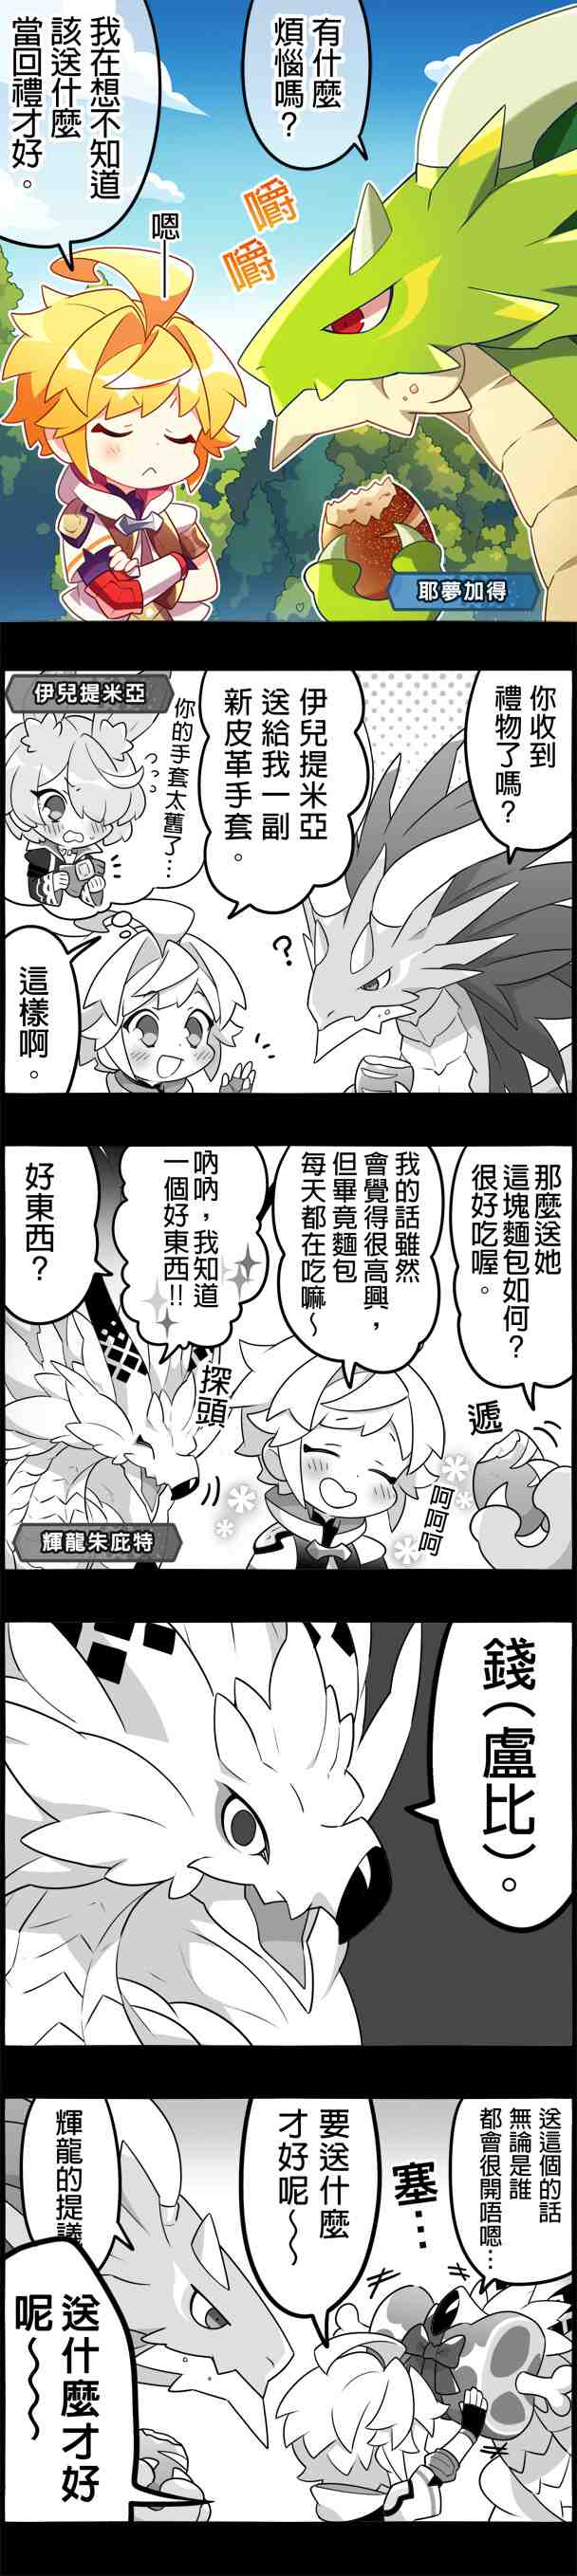 有什麼
煩惱嗎？
我在想不知道
該送什麼
當回禮才好。
嚼
嚼
嗯
耶夢加得
你收到
禮物了嗎？
伊兒提米亞
送給我一副
新皮革手套。
你的手套太舊了…
伊兒提米亞
？
這樣啊。
那麼送她
這塊麵包如何？
很好吃喔。
遞
我的話雖然
會覺得很高興，
但畢竟麵包
每天都在吃嘛～
呵呵呵
吶吶，我知道
一個好東西!!
探頭
好東西？
輝龍朱庇特
錢（盧比）。
送這個的話
無論是誰
都會很開唔嗯…
塞…
要送什麼
才好呢～
輝龍的提議
送什麼才好
呢～～～